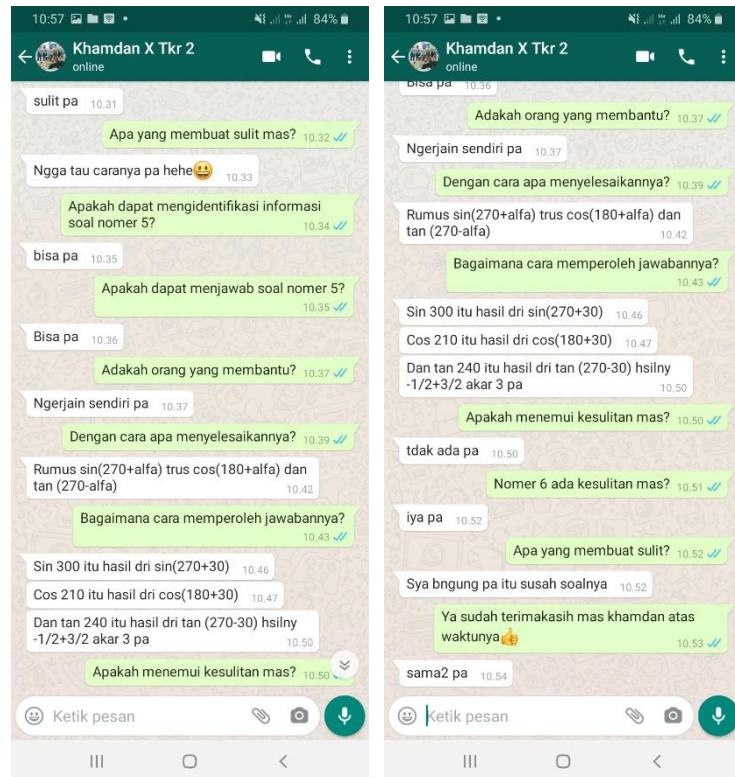 10:57
84%
Khamdan X Tkr 2
online
sulit pa 10.31
Apa yang membuat sulit mas? 10.32
Ngga tau caranya pa hehe😃 10.33
Apakah dapat mengidentifikasi informasi
soal nomer 5? 10.34
bisa pa 10.35
Apakah dapat menjawab soal nomer 5?
10.35
Bisa pa 10.36
Adakah orang yang membantu? 10.37
Ngerjain sendiri pa 10.37
Dengan cara apa menyelesaikannya? 10.39
Rumus sin(270+alfa) trus cos(180+alfa) dan
tan (270-alfa) 10.42
Bagaimana cara memperoleh jawabannya?
10.43
Sin 300 itu hasil dri sin(270+30) 10.46
Cos 210 itu hasil dri cos(180+30) 10.47
Dan tan 240 itu hasil dri tan (270-30) hsilny
-1/2+3/2 akar 3 pa 10.50
Apakah menemui kesulitan mas? 10.50
Ketik pesan
10:57
84%
Khamdan X Tkr 2
online
Bisa pa 10.36
Adakah orang yang membantu? 10.37
Ngerjain sendiri pa 10.37
Dengan cara apa menyelesaikannya? 10.39
Rumus sin(270+alfa) trus cos(180+alfa) dan
tan (270-alfa) 10.42
Bagaimana cara memperoleh jawabannya?
10.43
Sin 300 itu hasil dri sin(270+30) 10.46
Cos 210 itu hasil dri cos(180+30) 10.47
Dan tan 240 itu hasil dri tan (270-30) hsilny
-1/2+3/2 akar 3 pa 10.50
Apakah menemui kesulitan mas? 10.50
tdak ada pa 10.50
Nomer 6 ada kesulitan mas? 10.51
iya pa 10.52
Apa yang membuat sulit? 10.52
Sya bngung pa itu susah soalnya 10.52
Ya sudah terimakasih mas khamdan atas
waktunya👍 10.53
sama2 pa 10.54
Ketik pesan